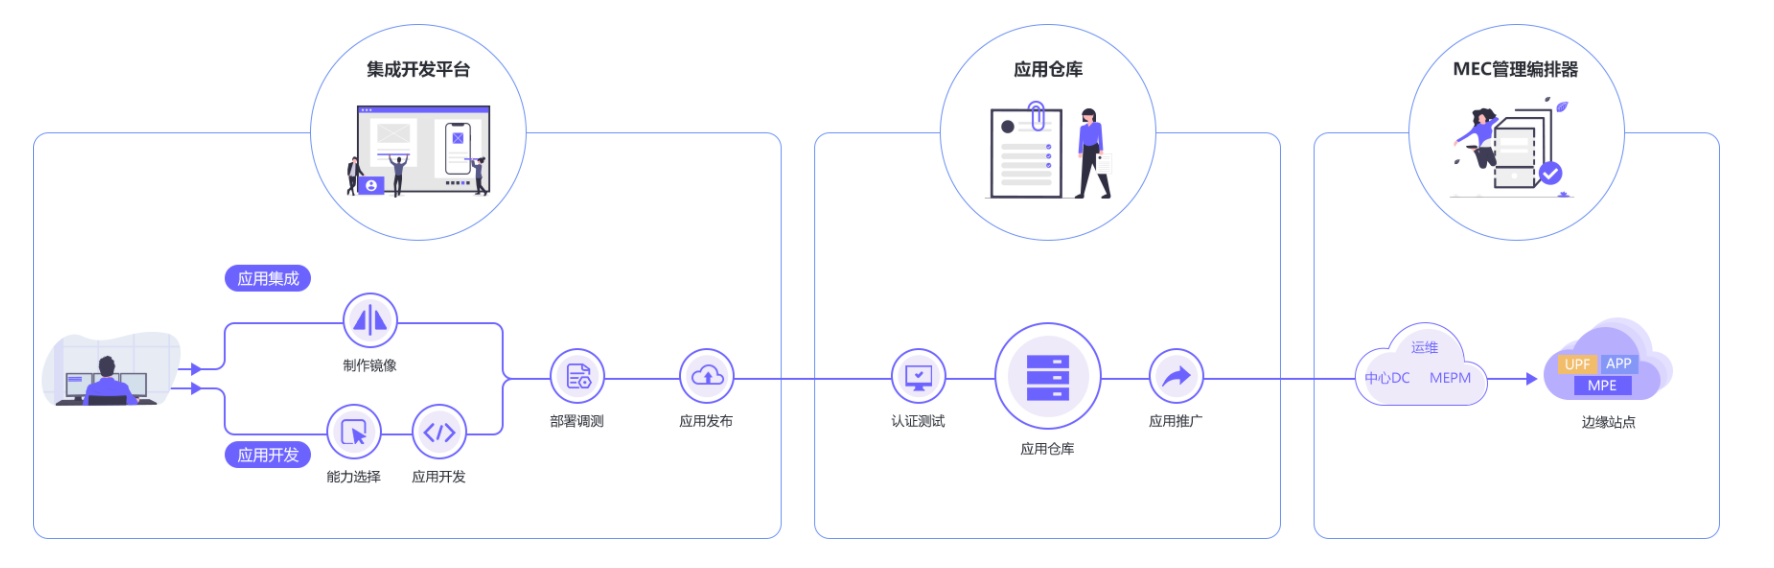 集成开发平台
应用仓库
MEC管理编排器
应用集成
制作镜像
应用开发
能力选择
应用开发
部署调测
应用发布
认证测试
应用仓库
应用推广
运维
中心DC
MEPM
UPF
APP
MPE
边缘站点